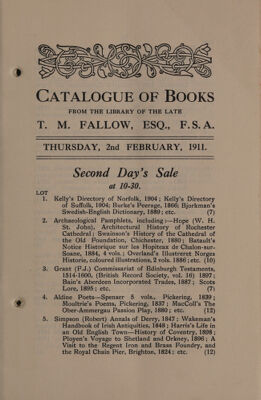 CATALOGUE OF BOOKS
FROM THE LIBRARY OF THE LATE
T. M. FALLOW, ESQ., F.S.A.
THURSDAY, 2nd FEBRUARY, 1911.
Second Day's Sale
at 10-30.
LOT
1. Kelly's Directory of Norfolk, 1904; Kelly's Directory
of Suffolk, 1904; Burke's Peerage, 1866; Bjorkman's
Swedish-English Dictionary, 1889; etc. (7)
2. Archæological Pamphlets, including:—Hope (W. H.
St. John), Architectural History of Rochester
Cathedral; Swainson's History of the Cathedral of
the Old Foundation, Chichester, 1880; Batault's
Notice Historique sur les Hopiteax de Chalon-sur-
Soane, 1884, 4 vols.; Overland's Illustreret Norges
Historie, coloured illustrations, 2 vols. 1886; etc. (10)
3. Grant (F.J.) Commissariat of Edinburgh Testaments,
1514-1600, (British Record Society, vol. 16) 1897;
Bain's Aberdeen Incorporated Trades, 1887; Scots
Lore, 1895; etc. (7)
4. Aldine Poets—Spenser 5 vols., Pickering, 1839;
Moultrie's Poems, Pickering, 1837; MacColl's The
Ober-Ammergau Passion Play, 1880; etc. (12)
5. Simpson (Robert) Annals of Derry, 1847; Wakeman's
Handbook of Irish Antiquities, 1848; Harris's Life in
an Old English Town—History of Coventry, 1898;
Ployen's Voyage to Shetland and Orkney, 1896; A
Visit to the Regent Iron and Brass Foundry, and
the Royal Chain Pier, Brighton, 1824; etc. (12)